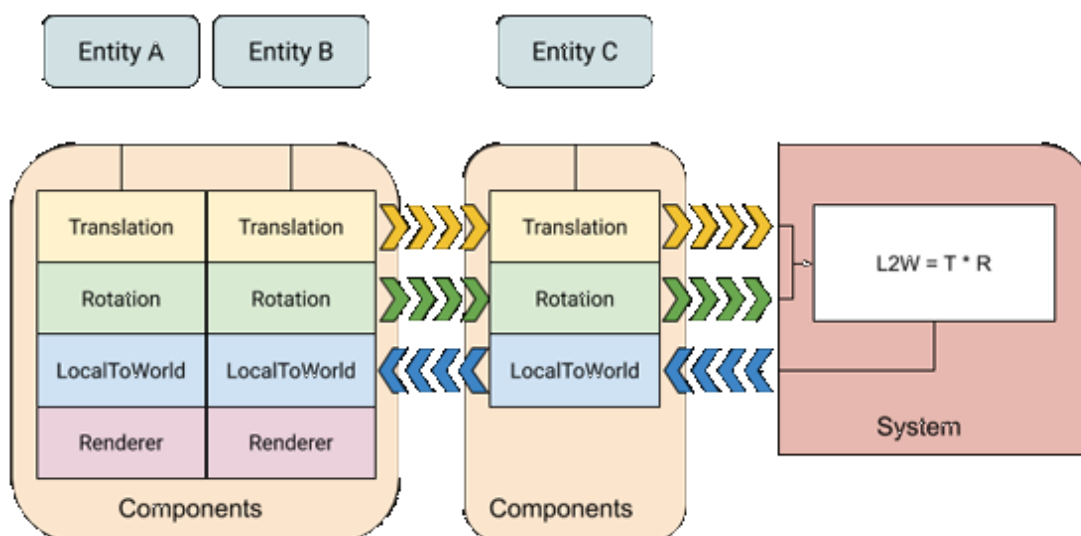 Entity A
Entity B
Entity C
Translation
Translation
Translation
Rotation
Rotation
Rotation
L2W = T * R
LocalToWorld
LocalToWorld
LocalToWorld
Renderer
Renderer
System
Components
Components